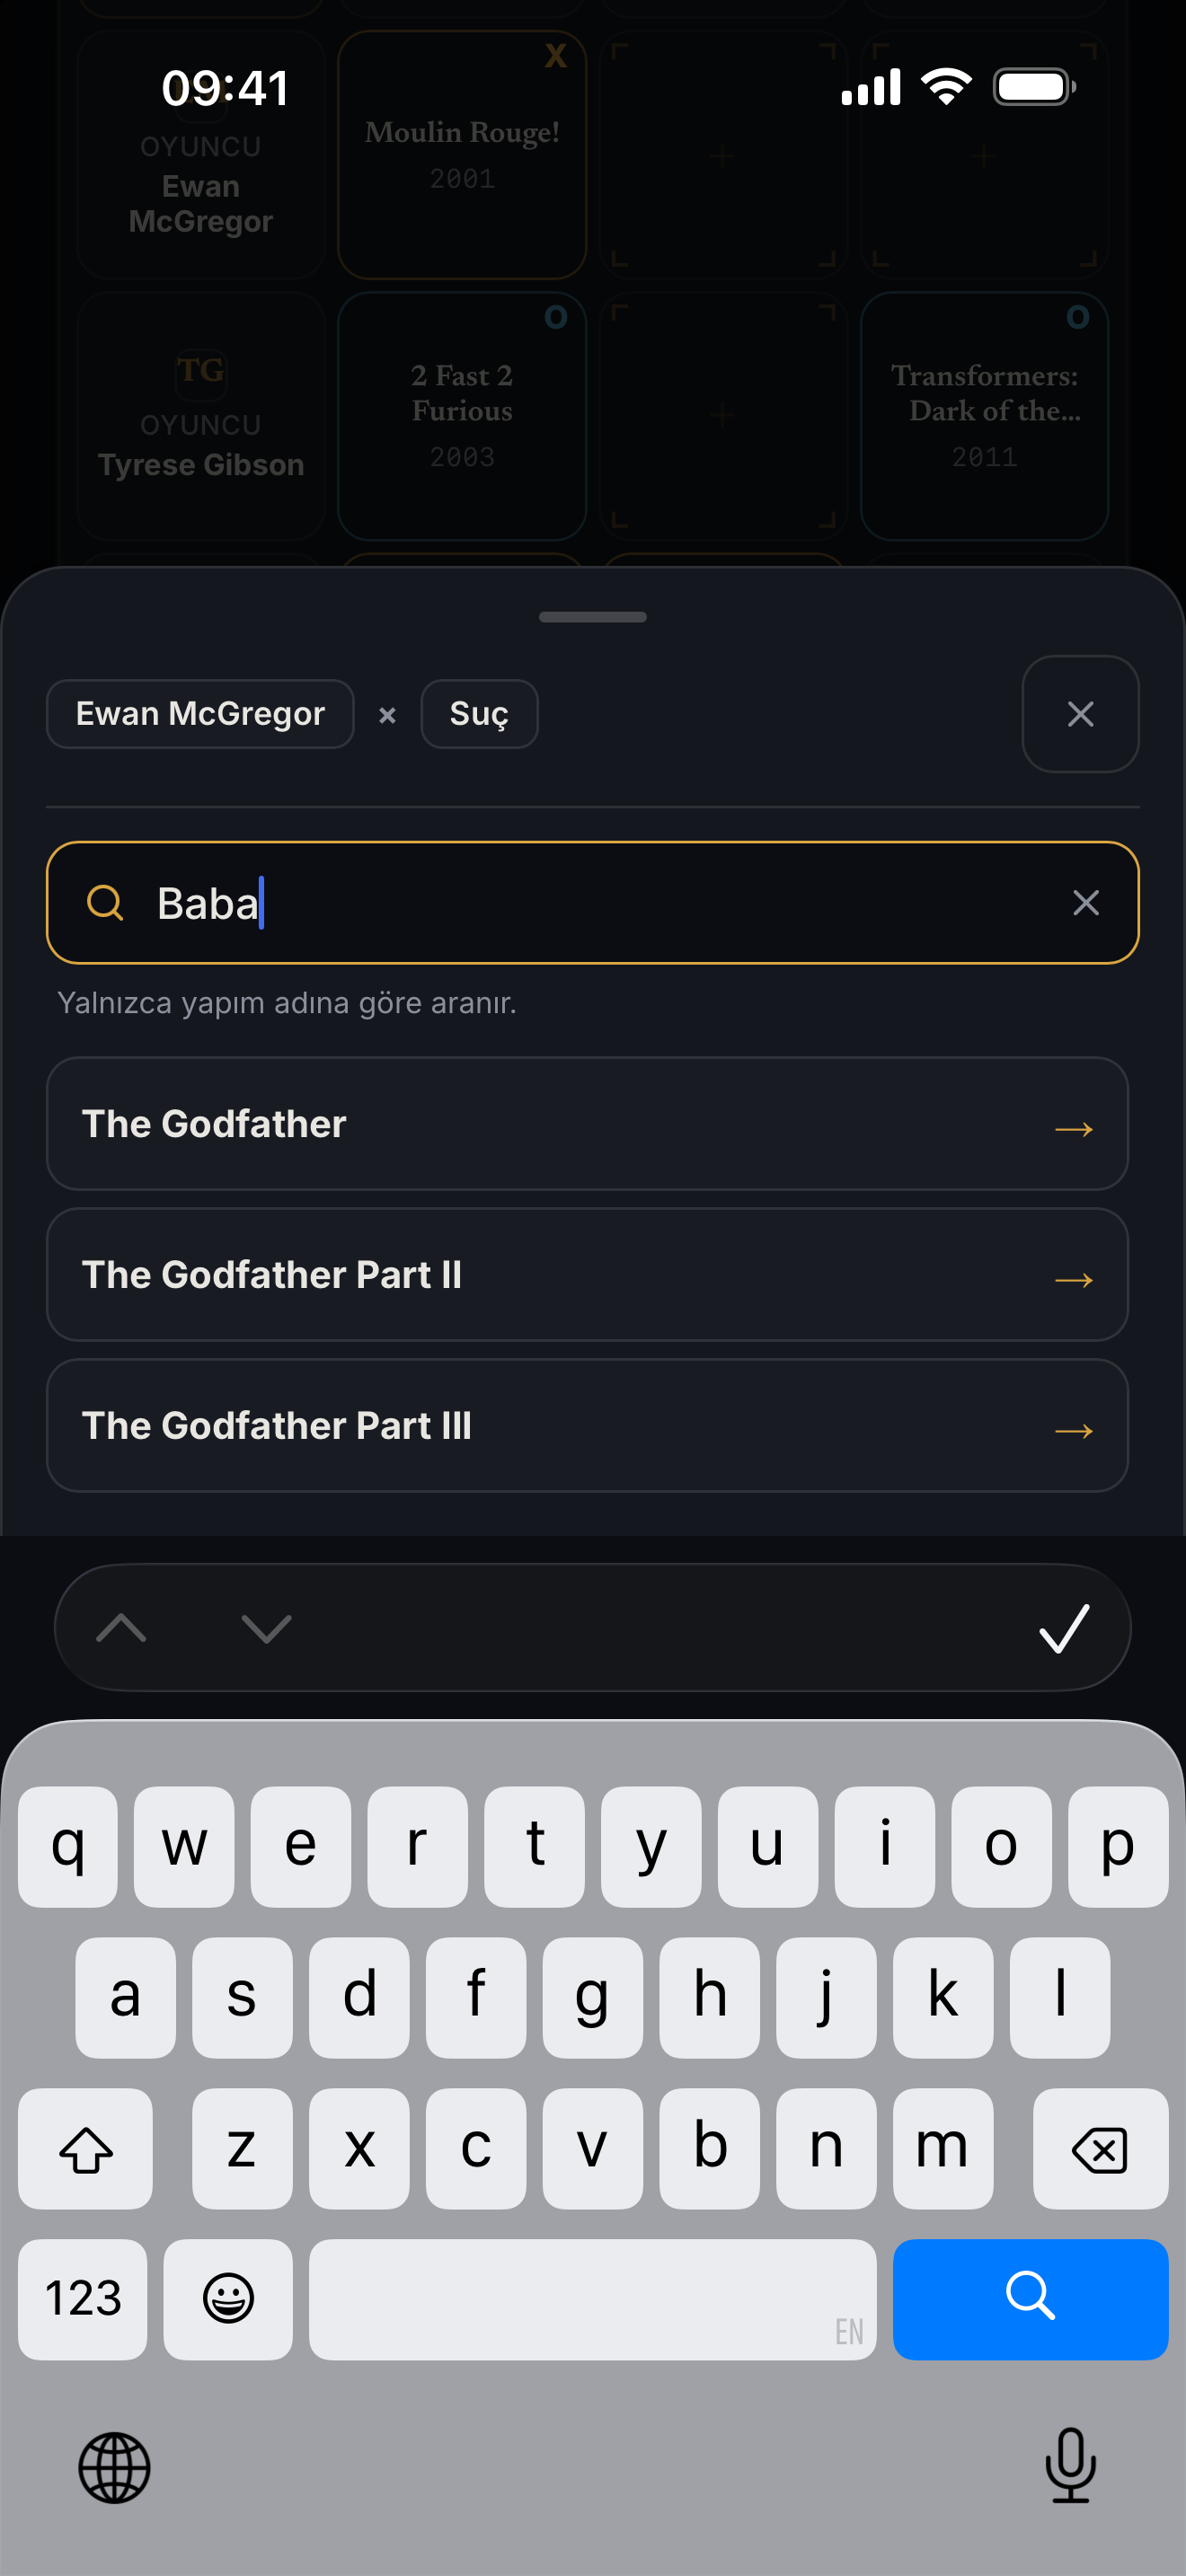 09:41
X
OYUNCU
Ewan
McGregor
Moulin Rouge!
2001
TG
OYUNCU
Tyrese Gibson
O
2 Fast 2
Furious
2003
O
Transformers:
Dark of the...
2011
Ewan McGregor × Suç
Baba
Yalnızca yapım adına göre aranır.
The Godfather →
The Godfather Part II →
The Godfather Part III →
q w e r t y u i o p
a s d f g h j k l
z x c v b n m
123
EN